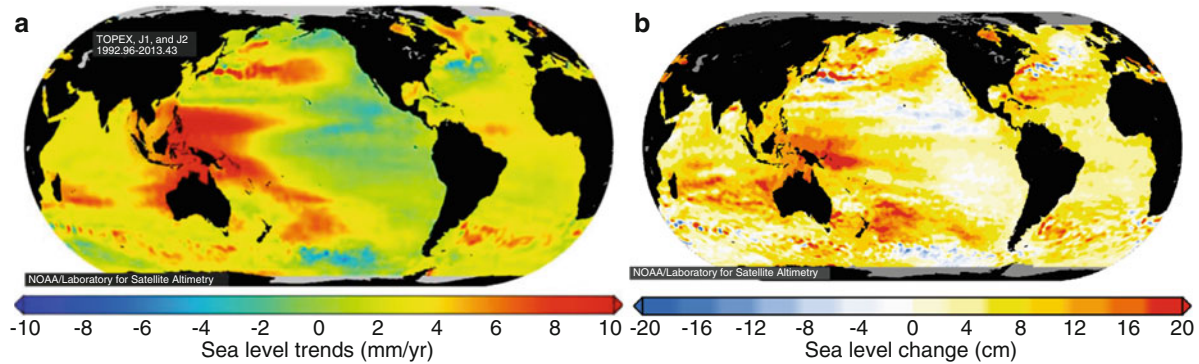 a
TOPEX, J1, and J2
1992.96-2013.43
NOAA/Laboratory for Satellite Altimetry
-10 -8 -6 -4 -2 0 2 4 6 8 10
Sea level trends (mm/yr)
b
NOAA/Laboratory for Satellite Altimetry
-20 -16 -12 -8 -4 0 4 8 12 16 20
Sea level change (cm)